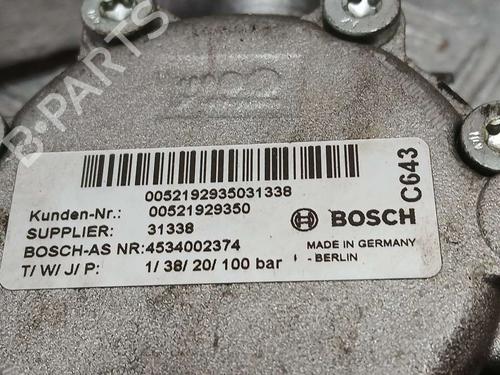 B-PARTS
0052192935031338
Kunden-Nr.: 00521929350
SUPPLIER: 31338
BOSCH-AS NR:4534002374
T/ W/ J/ P: 1/ 38/ 20/ 100 bar
BOSCH
MADE IN GERMANY
- BERLIN
C643